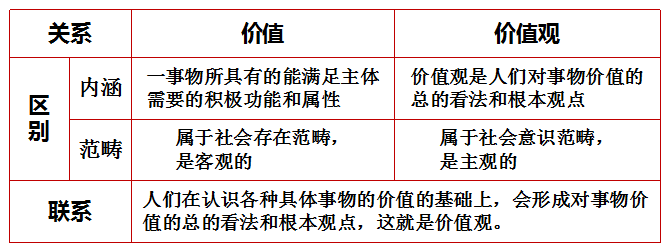 关系 价值 价值观
区别 内涵 一事物所具有的能满足主体 价值观是人们对事物价值的
需要的积极功能和属性 总的看法和根本观点
范畴 属于社会存在范畴， 属于社会意识范畴，
是客观的 是主观的
联系 人们在认识各种具体事物的价值的基础上，会形成对事物价
值的总的看法和根本观点，这就是价值观。